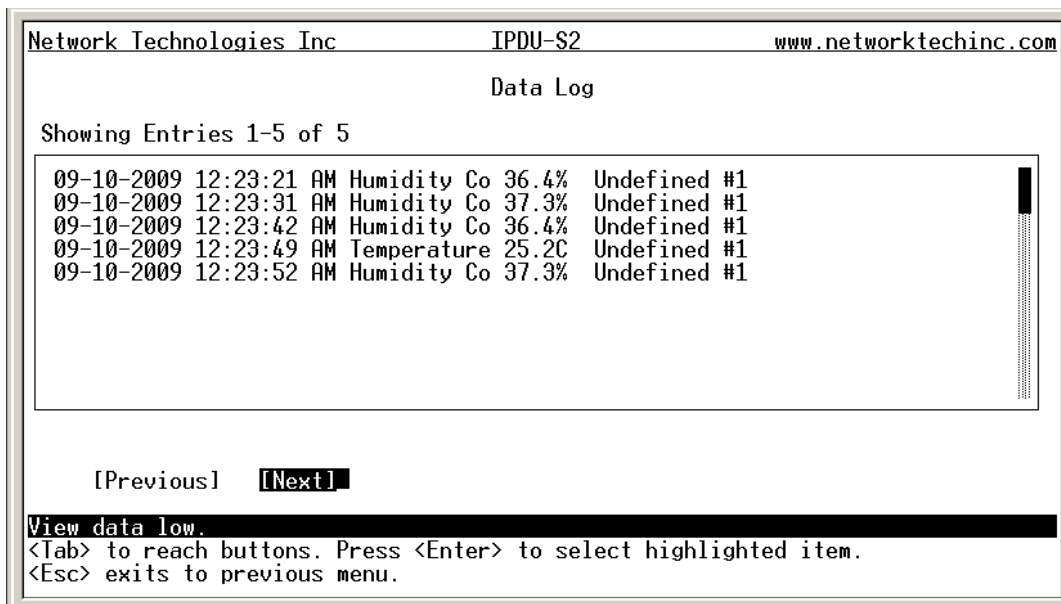 Network Technologies Inc IPDU-S2 www.networktechinc.com
Data Log
Showing Entries 1-5 of 5
09-10-2009 12:23:21 AM Humidity Co 36.4% Undefined #1
09-10-2009 12:23:31 AM Humidity Co 37.3% Undefined #1
09-10-2009 12:23:42 AM Humidity Co 36.4% Undefined #1
09-10-2009 12:23:49 AM Temperature 25.2C Undefined #1
09-10-2009 12:23:52 AM Humidity Co 37.3% Undefined #1
[Previous] [Next]
View data low.
<Tab> to reach buttons. Press <Enter> to select highlighted item.
<Esc> exits to previous menu.